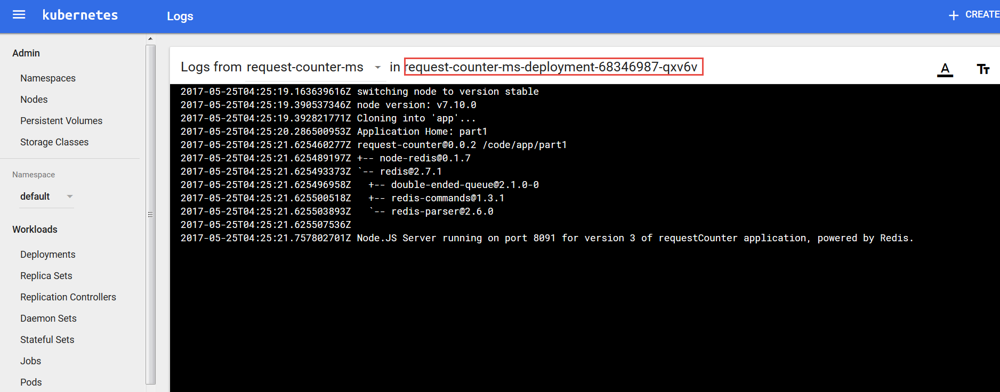 kubernetes
Logs
CREATE
Admin
Namespaces
Nodes
Persistent Volumes
Storage Classes
Namespace
default
Workloads
Deployments
Replica Sets
Replication Controllers
Daemon Sets
Stateful Sets
Jobs
Pods
Logs from request-counter-ms in request-counter-ms-deployment-68346987-qxv6v
2017-05-25T04:25:19.163639616Z switching node to version stable
2017-05-25T04:25:19.390537346Z node version: v7.10.0
2017-05-25T04:25:19.392821771Z Cloning into 'app'...
2017-05-25T04:25:20.286500953Z Application Home: part1
2017-05-25T04:25:21.625460277Z request-counter@0.0.2 /code/app/part1
2017-05-25T04:25:21.625489197Z +-- node-redis@0.1.7
2017-05-25T04:25:21.625493373Z `-- redis@2.7.1
2017-05-25T04:25:21.625496958Z   +-- double-ended-queue@2.1.0-0
2017-05-25T04:25:21.625500518Z   +-- redis-commands@1.3.1
2017-05-25T04:25:21.625503893Z   `-- redis-parser@2.6.0
2017-05-25T04:25:21.625507536Z
2017-05-25T04:25:21.757802701Z Node.JS Server running on port 8091 for version 3 of requestCounter application, powered by Redis.